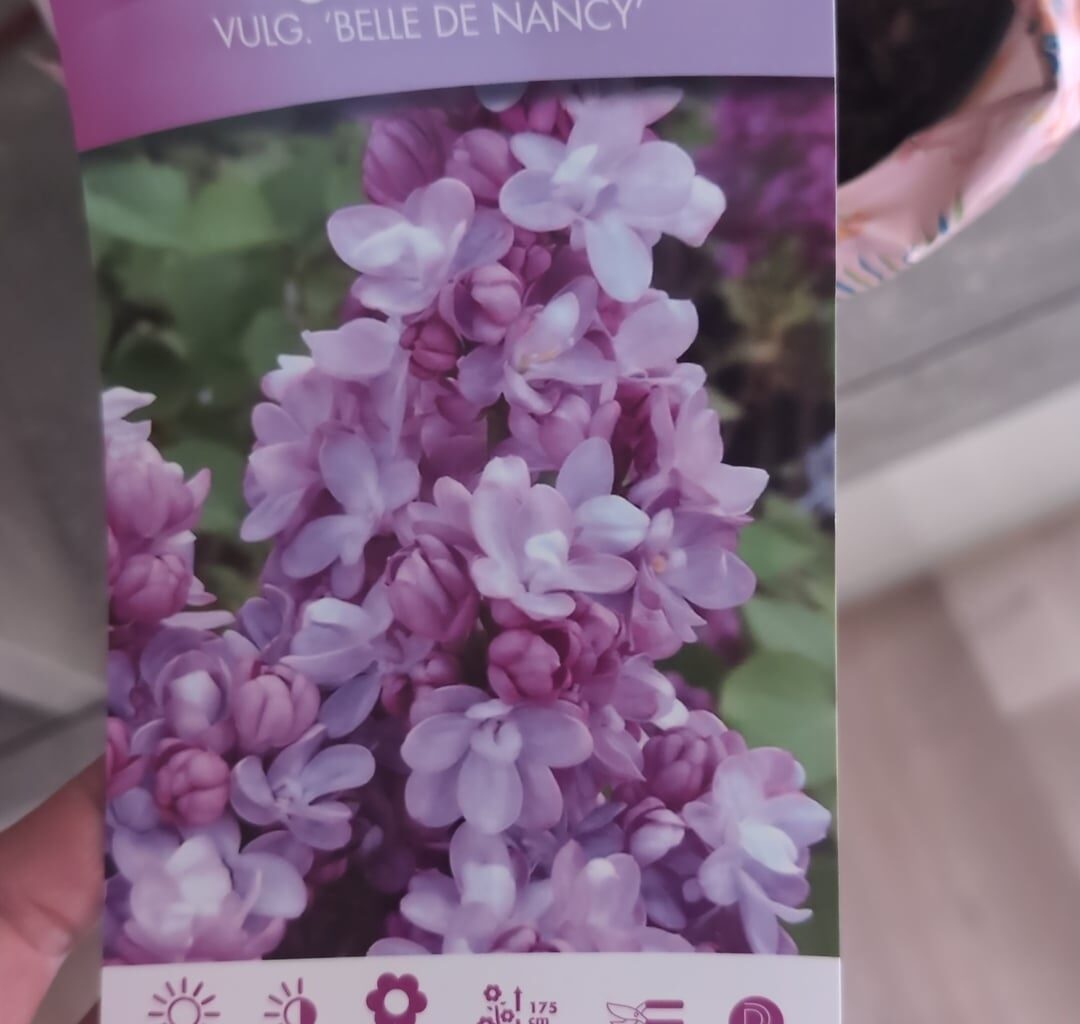 VULG. 'BELLE DE NANCY'
175
cm